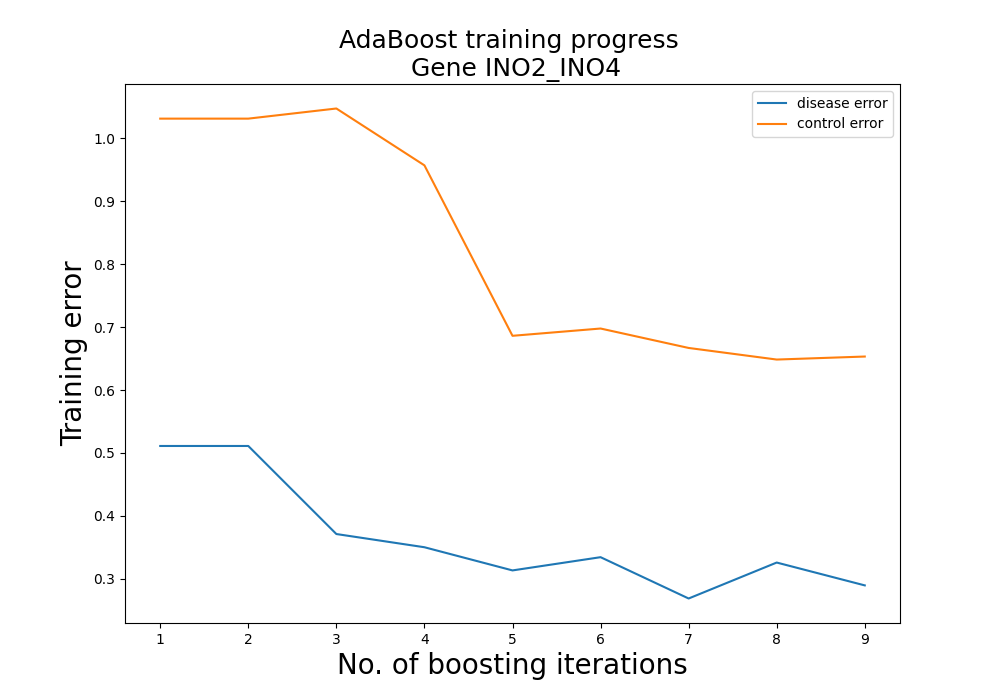 AdaBoost training progress
Gene INO2_INO4
disease error
control error
Training error
1.0
0.9
0.8
0.7
0.6
0.5
0.4
0.3
1 2 3 4 5 6 7 8 9
No. of boosting iterations